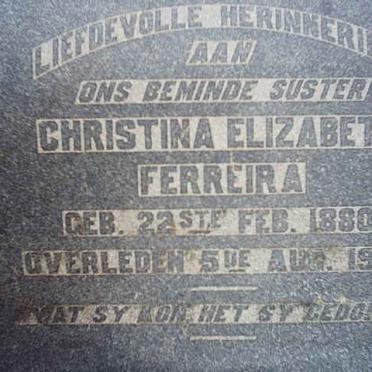 LIEFDEVOLLE HERINNERI
AAN
ONS BEMINDE SUSTER
CHRISTINA ELIZABET
FERREIRA
GEB. 22STE FEB. 1880
OVERLEDEN 5DE AUG. 19
WAT SY KON, HET SY GEDO